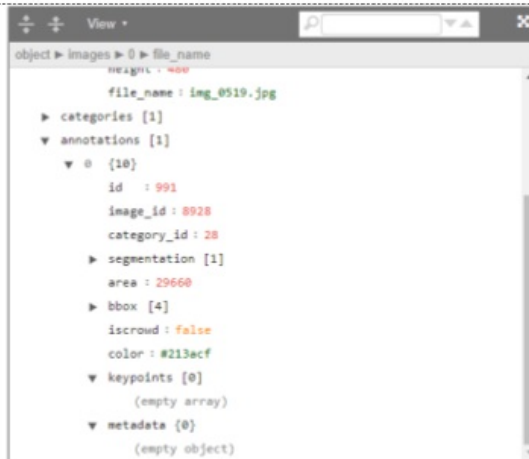 View
object ▶ images ▶ 0 ▶ file_name
height : 480
file_name : img_0519.jpg
categories [1]
annotations [1]
0 {10}
id : 991
image_id : 8928
category_id : 28
segmentation [1]
area : 29660
bbox [4]
iscrowd : false
color : #213acf
keypoints [0]
(empty array)
metadata {0}
(empty object)